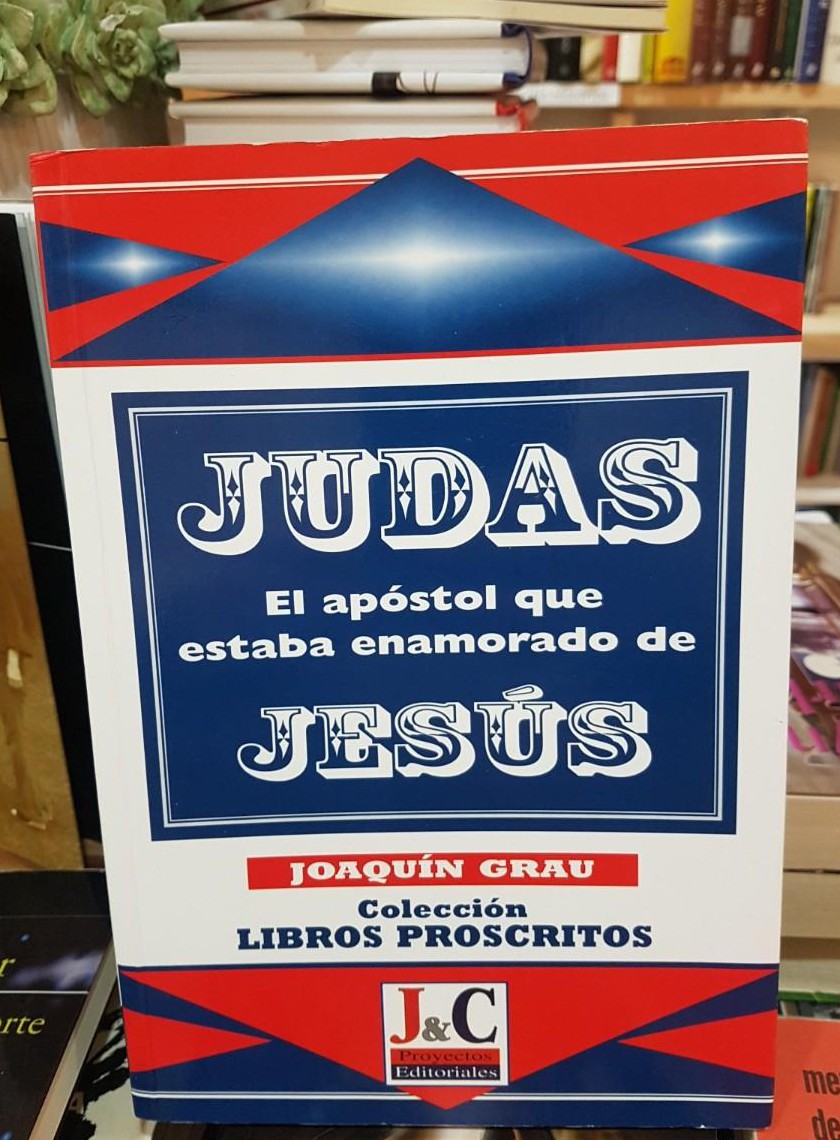 JUDAS
El apóstol que
estaba enamorado de
JESÚS
JOAQUÍN GRAU
Colección
LIBROS PROSCRITOS
J&C
Proyectos
Editoriales